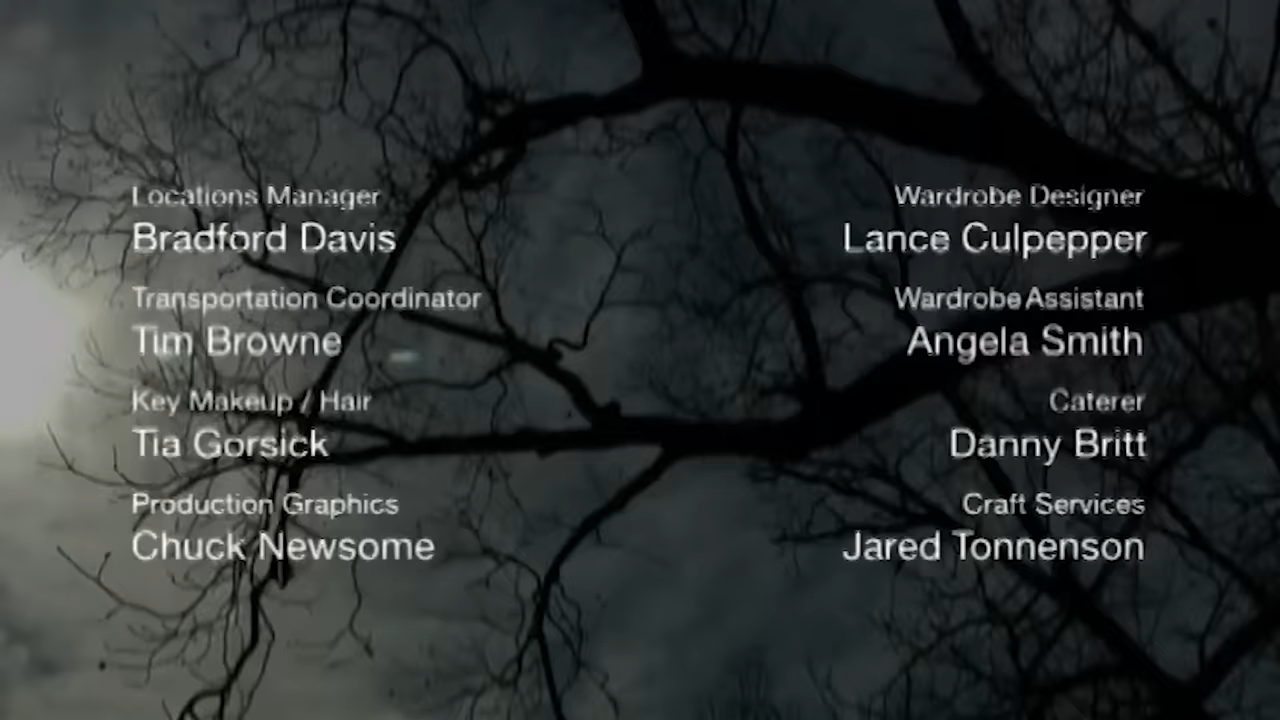 Locations Manager
Bradford Davis
Transportation Coordinator
Tim Browne
Key Makeup / Hair
Tia Gorsick
Production Graphics
Chuck Newsome
Wardrobe Designer
Lance Culpepper
Wardrobe Assistant
Angela Smith
Caterer
Danny Britt
Craft Services
Jared Tonnenson